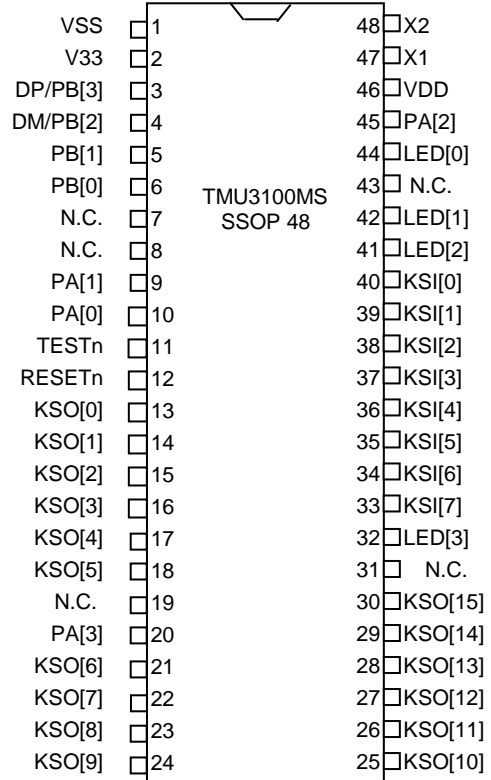 VSS 1 48 X2
V33 2 47 X1
DP/PB[3] 3 46 VDD
DM/PB[2] 4 45 PA[2]
PB[1] 5 44 LED[0]
PB[0] 6 43 N.C.
TMU3100MS
N.C. 7 42 LED[1]
SSOP 48
N.C. 8 41 LED[2]
PA[1] 9 40 KSI[0]
PA[0] 10 39 KSI[1]
TESTn 11 38 KSI[2]
RESETn 12 37 KSI[3]
KSO[0] 13 36 KSI[4]
KSO[1] 14 35 KSI[5]
KSO[2] 15 34 KSI[6]
KSO[3] 16 33 KSI[7]
KSO[4] 17 32 LED[3]
KSO[5] 18 31 N.C.
N.C. 19 30 KSO[15]
PA[3] 20 29 KSO[14]
KSO[6] 21 28 KSO[13]
KSO[7] 22 27 KSO[12]
KSO[8] 23 26 KSO[11]
KSO[9] 24 25 KSO[10]